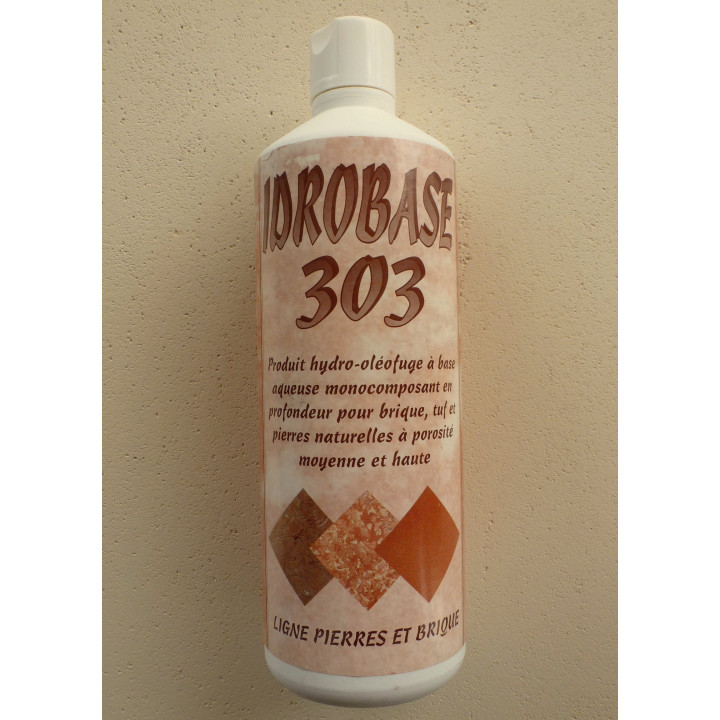 IDROBASE
303
Produit hydro-oléofuge à base
aqueuse monocomposant en
profondeur pour brique, tuf et
pierres naturelles à porosité
moyenne et haute
LIGNE PIERRES ET BRIQUE